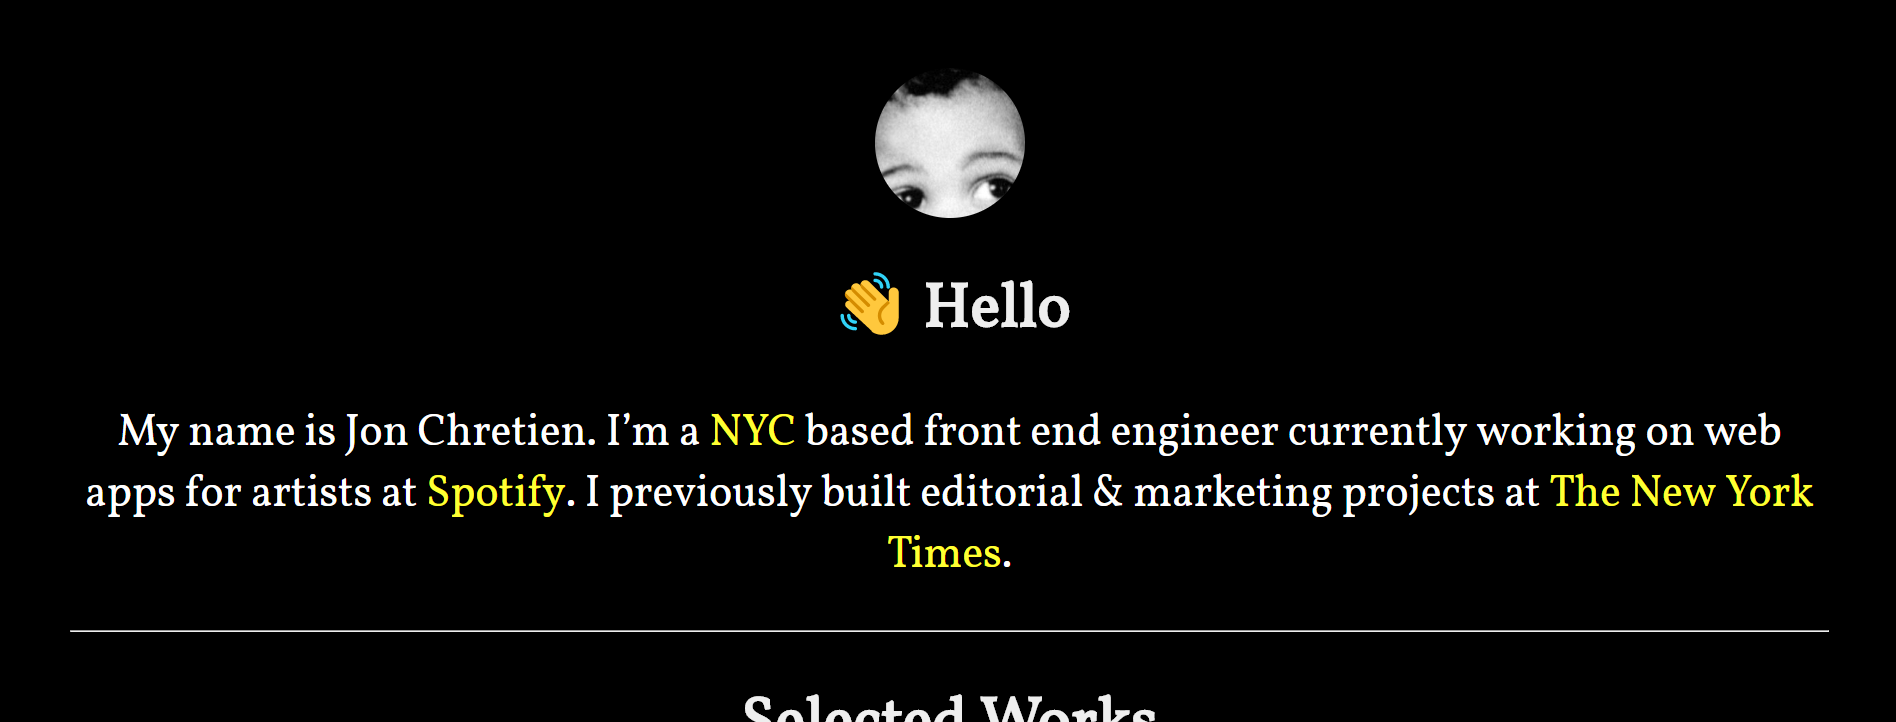 👋 Hello
My name is Jon Chretien. I’m a NYC based front end engineer currently working on web
apps for artists at Spotify. I previously built editorial & marketing projects at The New York
Times.
Selected Works